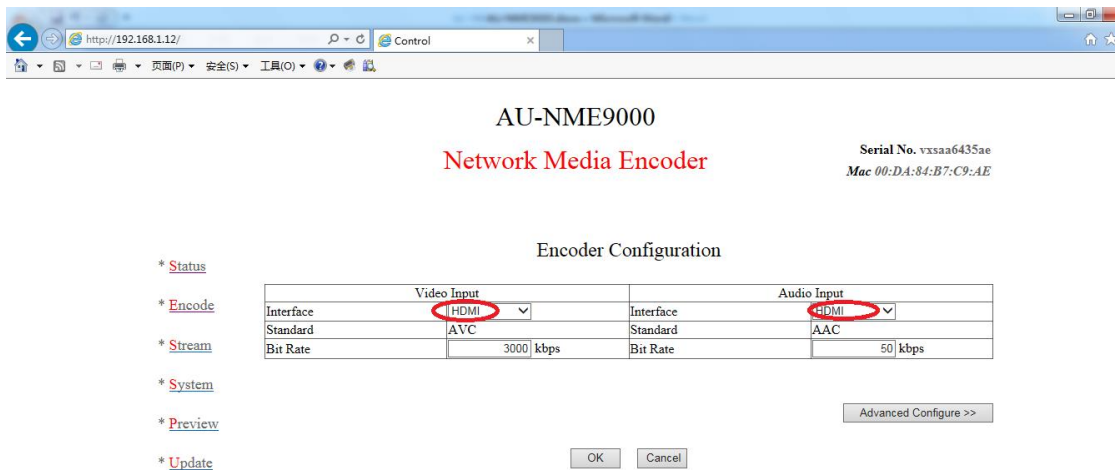 http://192.168.1.12/
Control
页面(P) 安全(S) 工具(O)
AU-NME9000
Network Media Encoder
Serial No. vxsaa6435ae
Mac 00:DA:84:B7:C9:AE
Encoder Configuration
* Status
* Encode
* Stream
* System
* Preview
* Update
Video Input Audio Input
Interface HDMI Interface HDMI
Standard AVC Standard AAC
Bit Rate 3000 kbps Bit Rate 50 kbps
Advanced Configure >>
OK Cancel